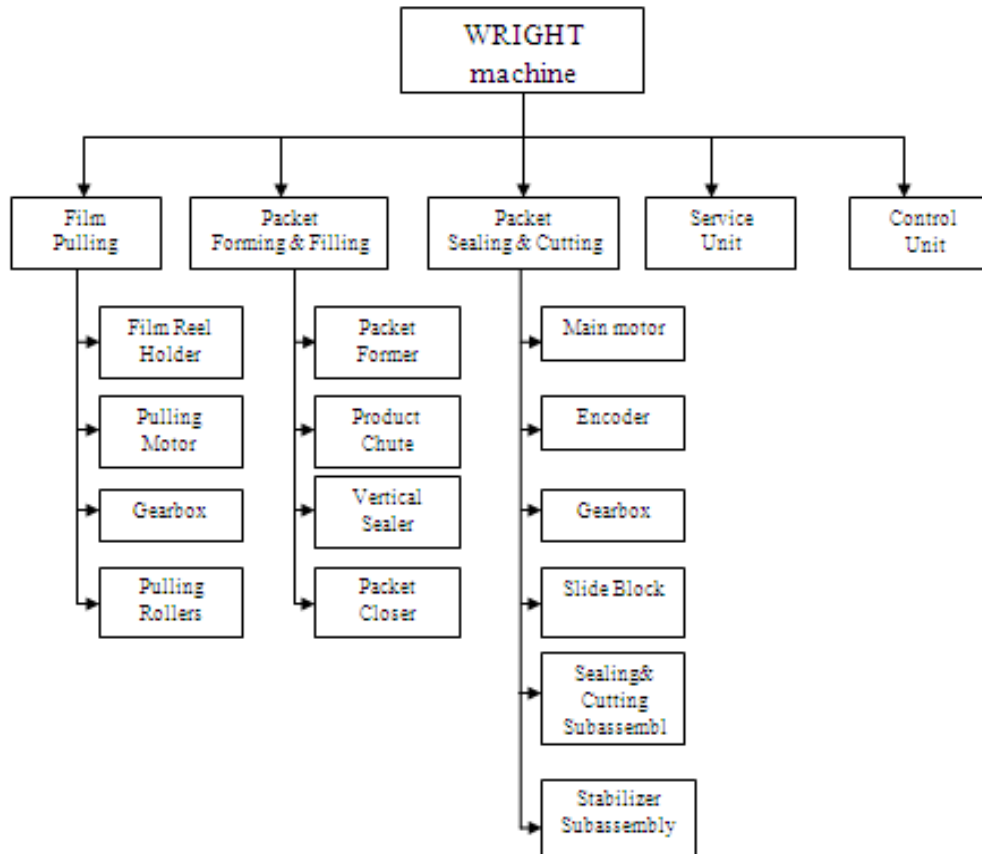 WRIGHT
machine
Film
Pulling
Packet
Forming & Filling
Packet
Sealing & Cutting
Service
Unit
Control
Unit
Film Reel
Holder
Pulling
Motor
Gearbox
Pulling
Rollers
Packet
Former
Product
Chute
Vertical
Sealer
Packet
Closer
Main motor
Encoder
Gearbox
Slide Block
Sealing&
Cutting
Subassembl
Stabilizer
Subassembly